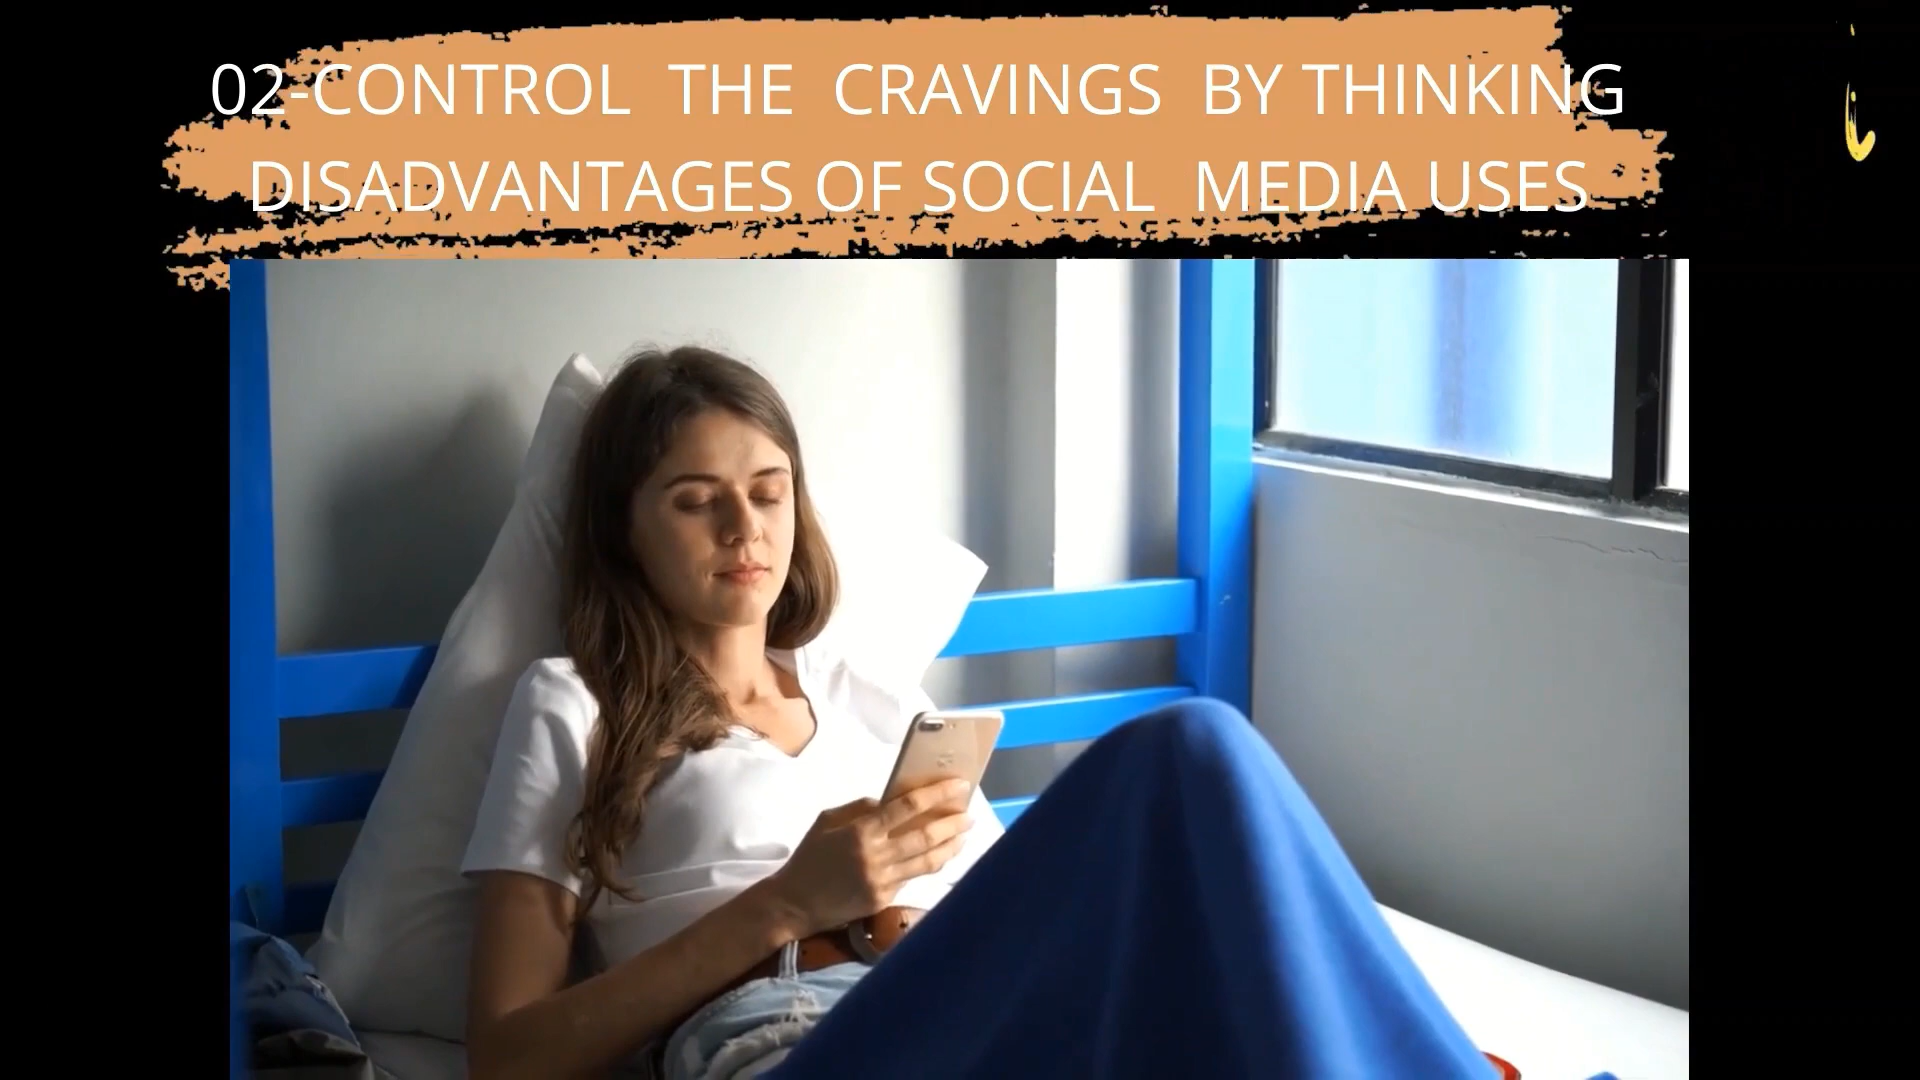 02-CONTROL THE CRAVINGS BY THINKING
DISADVANTAGES OF SOCIAL MEDIA USES